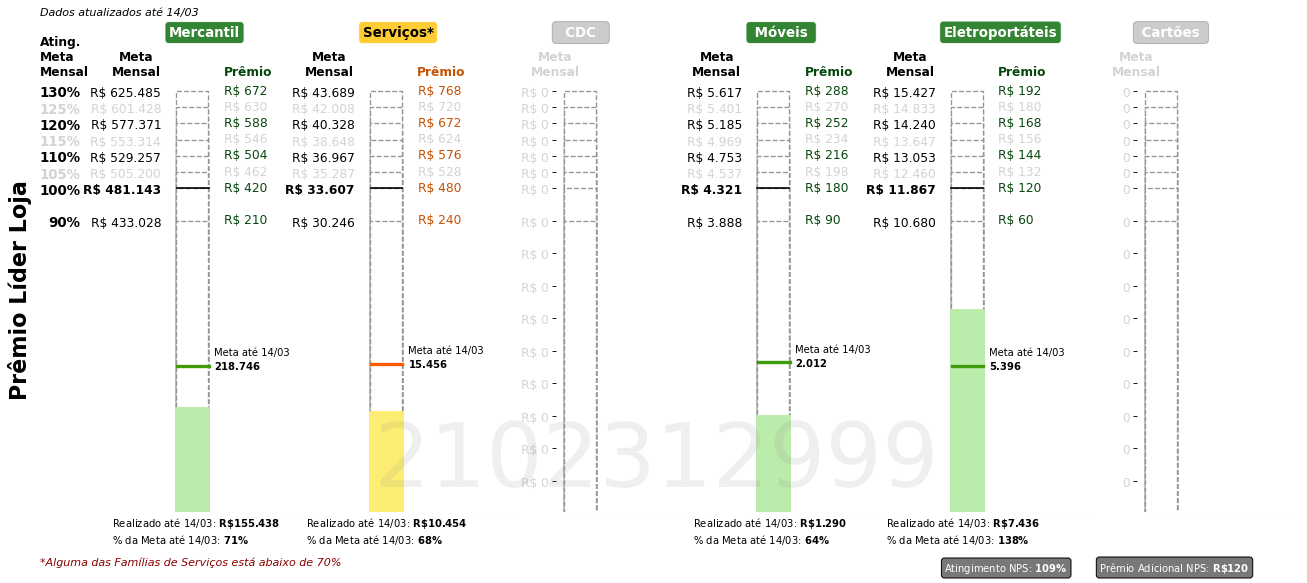 Dados atualizados até 14/03
Mercantil Serviços* CDC Móveis Eletroportáteis Cartões
Ating. Meta Mensal
Meta Mensal Prêmio Meta Mensal Prêmio Meta Mensal Meta Mensal Prêmio Meta Mensal Prêmio Meta Mensal
130% R$ 625.485 R$ 672 R$ 43.689 R$ 768 R$ 0 R$ 5.617 R$ 288 R$ 15.427 R$ 192 0
125% R$ 601.428 R$ 630 R$ 42.008 R$ 720 R$ 0 R$ 5.401 R$ 270 R$ 14.833 R$ 180 0
120% R$ 577.371 R$ 588 R$ 40.328 R$ 672 R$ 0 R$ 5.185 R$ 252 R$ 14.240 R$ 168 0
115% R$ 553.314 R$ 546 R$ 38.648 R$ 624 R$ 0 R$ 4.969 R$ 234 R$ 13.647 R$ 156 0
110% R$ 529.257 R$ 504 R$ 36.967 R$ 576 R$ 0 R$ 4.753 R$ 216 R$ 13.053 R$ 144 0
105% R$ 505.200 R$ 462 R$ 35.287 R$ 528 R$ 0 R$ 4.537 R$ 198 R$ 12.460 R$ 132 0
100% R$ 481.143 R$ 420 R$ 33.607 R$ 480 R$ 0 R$ 4.321 R$ 180 R$ 11.867 R$ 120 0
90% R$ 433.028 R$ 210 R$ 30.246 R$ 240 R$ 0 R$ 3.888 R$ 90 R$ 10.680 R$ 60 0
R$ 0 0
R$ 0 0
R$ 0 0
R$ 0 0
R$ 0 0
R$ 0 0
R$ 0 0
R$ 0 0
Prêmio Líder Loja
Meta até 14/03
218.746
Meta até 14/03
15.456
Meta até 14/03
2.012
Meta até 14/03
5.396
2102312999
Realizado até 14/03: R$155.438
% da Meta até 14/03: 71%
Realizado até 14/03: R$10.454
% da Meta até 14/03: 68%
Realizado até 14/03: R$1.290
% da Meta até 14/03: 64%
Realizado até 14/03: R$7.436
% da Meta até 14/03: 138%
*Alguma das Famílias de Serviços está abaixo de 70%
Atingimento NPS: 109%
Prêmio Adicional NPS: R$120